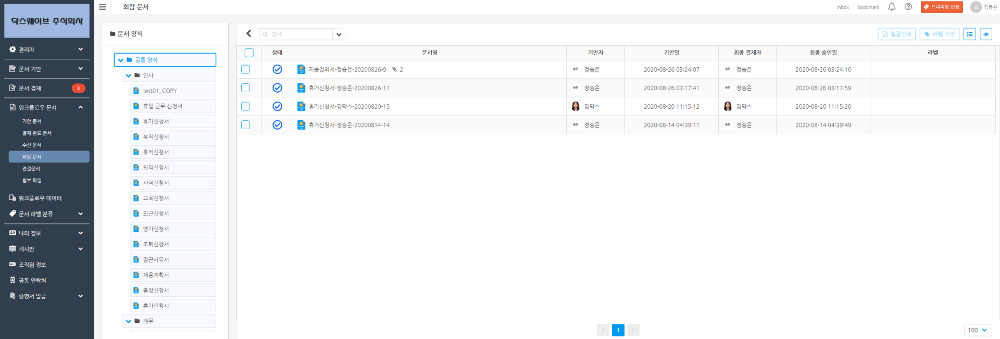 닥스웨이브 주식회사
회람 문서
Inbox Bookmark 프리미엄 신청 김 김동현
관리자
문서 기안
문서 결재 3
워크플로우 문서
기안 문서
결재 완료 문서
수신 문서
회람 문서
전결문서
첨부 파일
워크플로우 데이터
문서 라벨 분류
나의 정보
게시판
조직원 정보
공통 연락처
증명서 발급
문서 양식
공통 양식
인사
test01_COPY
휴일 근무 신청서
휴가신청서
복직신청서
휴직신청서
퇴직신청서
사직신청서
교육신청서
외근신청서
병가신청서
조퇴신청서
결근사유서
채용계획서
출장신청서
휴가신청서
재무
검색
일괄인쇄 라벨 지정
상태 문서명 기안자 기안일 최종 결재자 최종 승인일 라벨
지출결의서-정승은-20200826-9 2 정승은 2020-08-26 03:24:07 정승은 2020-08-26 03:24:16
휴가신청서-정승은-20200826-17 정승은 2020-08-26 03:17:41 정승은 2020-08-26 03:17:59
휴가신청서-김닥스-20200820-15 김닥스 2020-08-20 11:15:12 김닥스 2020-08-20 11:15:20
휴가신청서-정승은-20200814-14 정승은 2020-08-14 04:39:11 정승은 2020-08-14 04:39:49
1
100